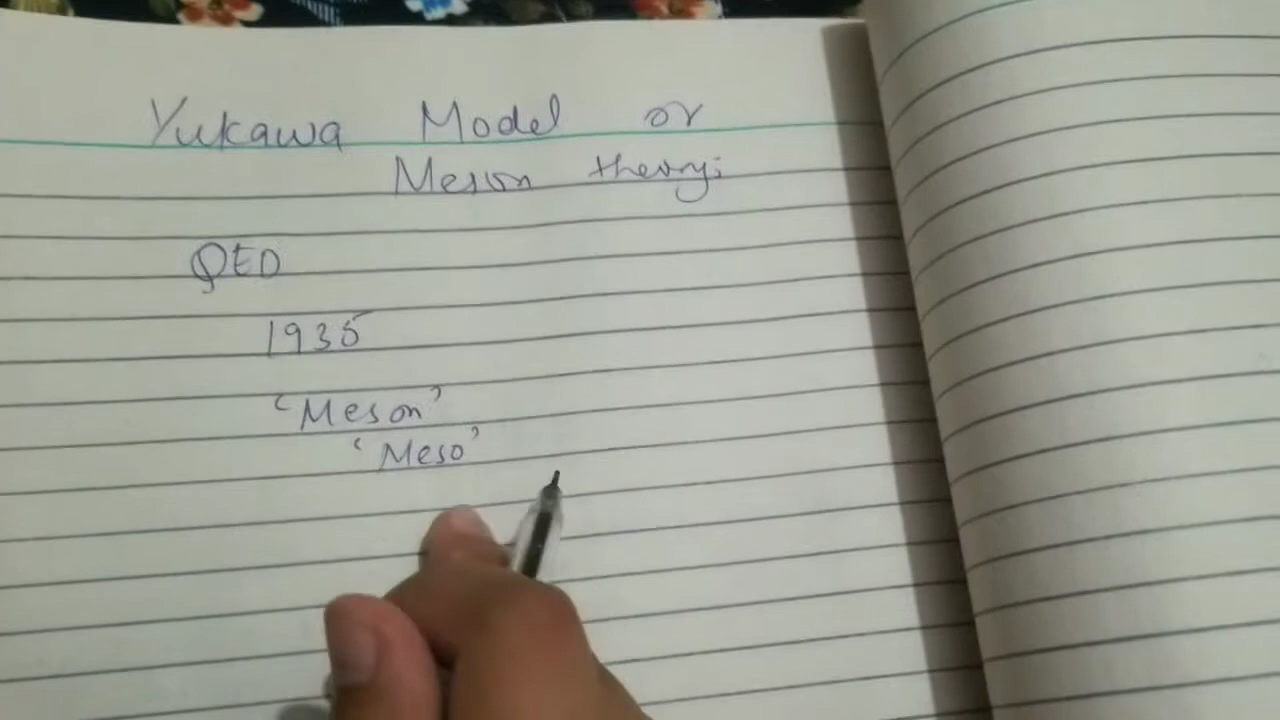 Yukawa Model or
Meson theory:
QED
1935
'Meson'
'Meso'